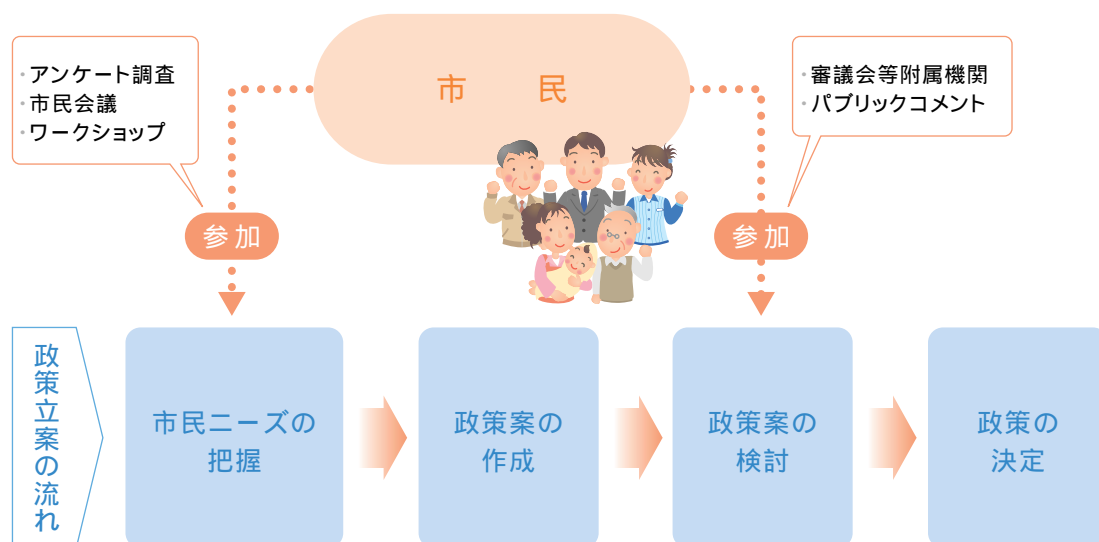 ・アンケート調査
・市民会議
・ワークショップ
市　民
・審議会等附属機関
・パブリックコメント
参加
参加
政策立案の流れ
市民ニーズの
把握
政策案の
作成
政策案の
検討
政策の
決定